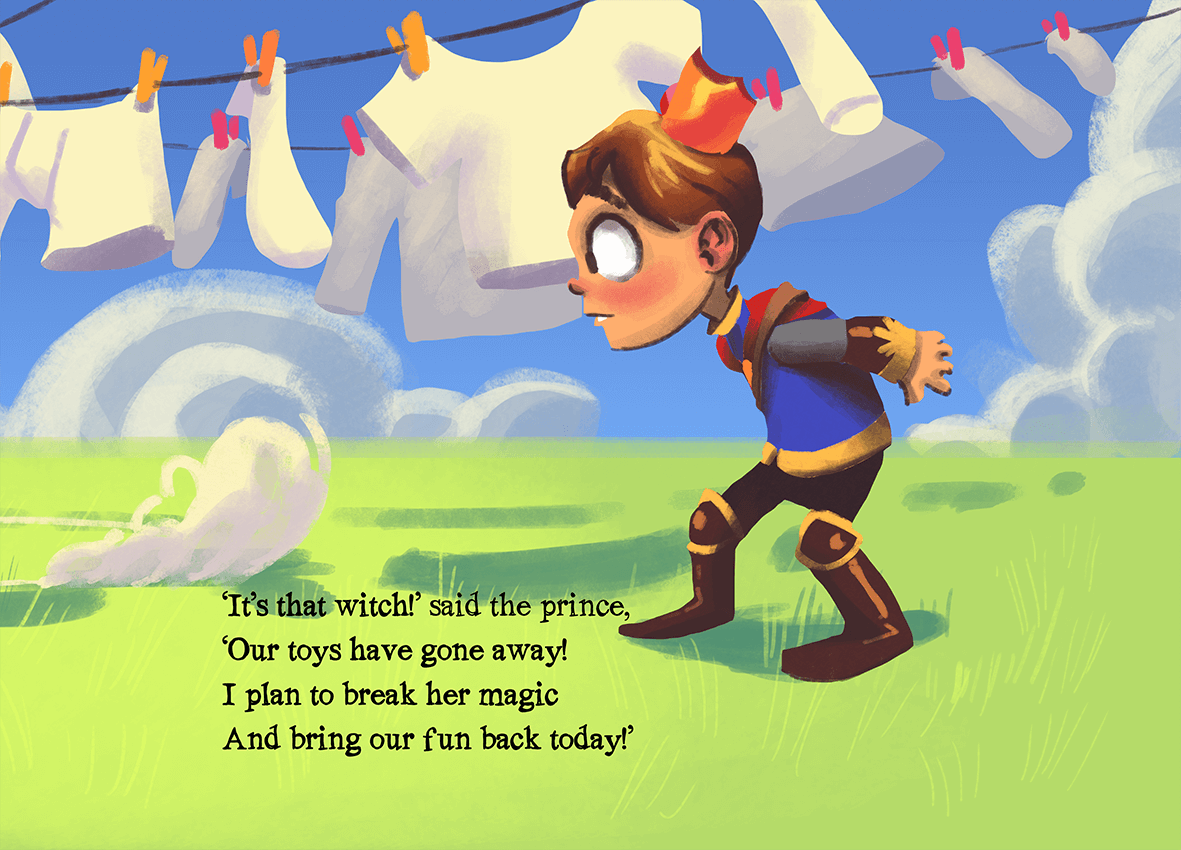 ‘It’s that witch!’ said the prince,
‘Our toys have gone away!
I plan to break her magic
And bring our fun back today!’